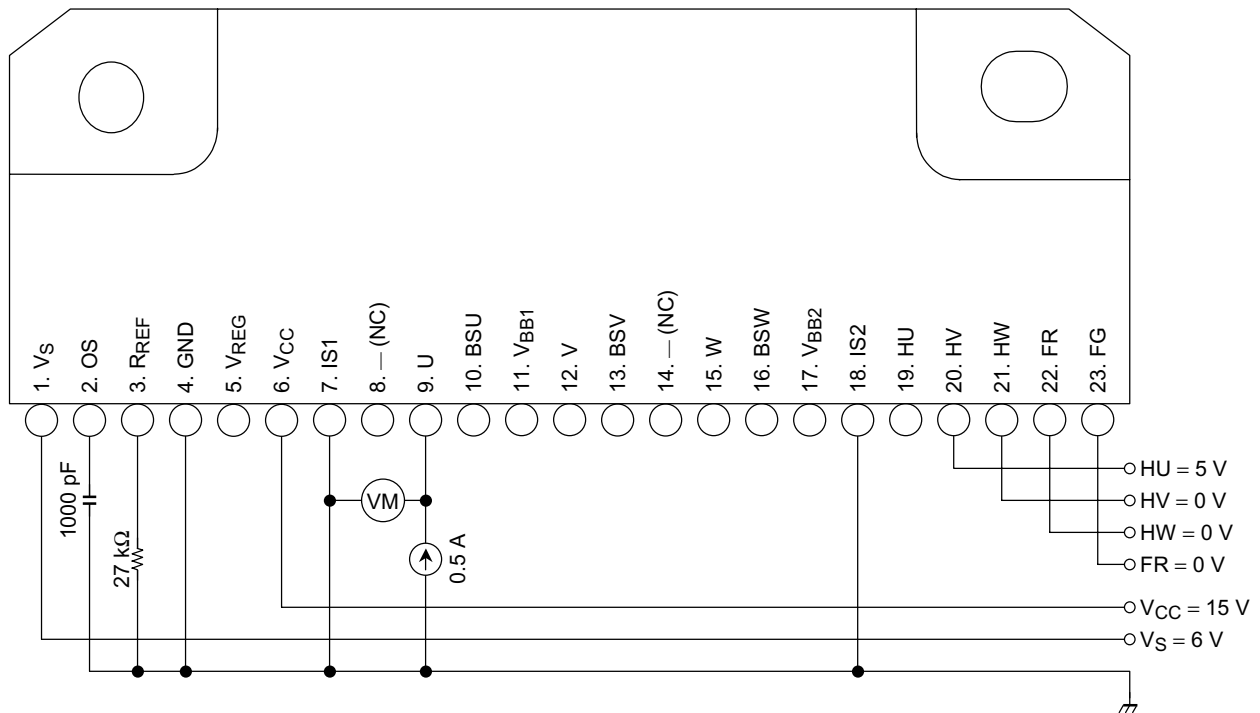 1. VS
2. OS
3. RREF
4. GND
5. VREG
6. VCC
7. IS1
8. — (NC)
9. U
10. BSU
11. VBB1
12. V
13. BSV
14. — (NC)
15. W
16. BSW
17. VBB2
18. IS2
19. HU
20. HV
21. HW
22. FR
23. FG
1000 pF
27 kΩ
VM
0.5 A
HU = 5 V
HV = 0 V
HW = 0 V
FR = 0 V
VCC = 15 V
VS = 6 V